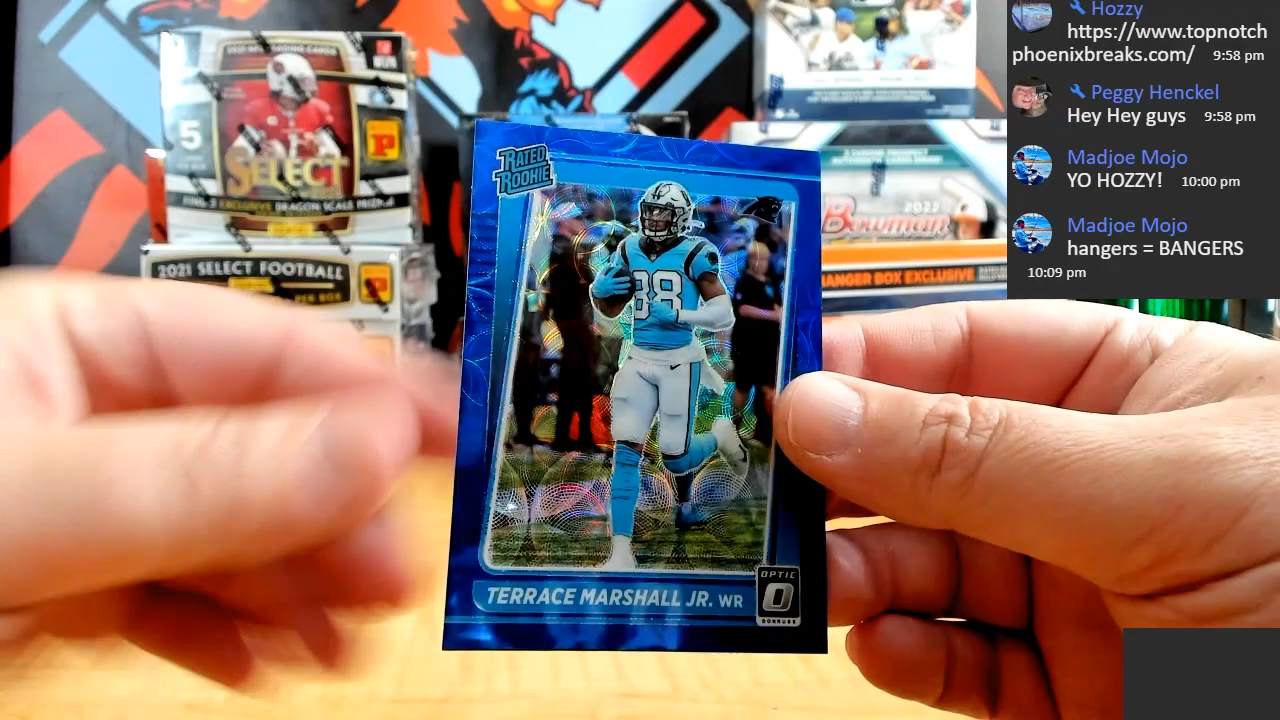 Hozzy
https://www.topnotch
phoenixbreaks.com/ 9:58 pm
Peggy Henckel
Hey Hey guys 9:58 pm
Madjoe Mojo
YO HOZZY! 10:00 pm
Madjoe Mojo
hangers = BANGERS
10:09 pm
5
SELECT
2021 SELECT FOOTBALL
2022
Bowman
HANGER BOX EXCLUSIVE
RATED
ROOKIE
88
TERRACE MARSHALL JR. WR
OPTIC
O
DONRUSS